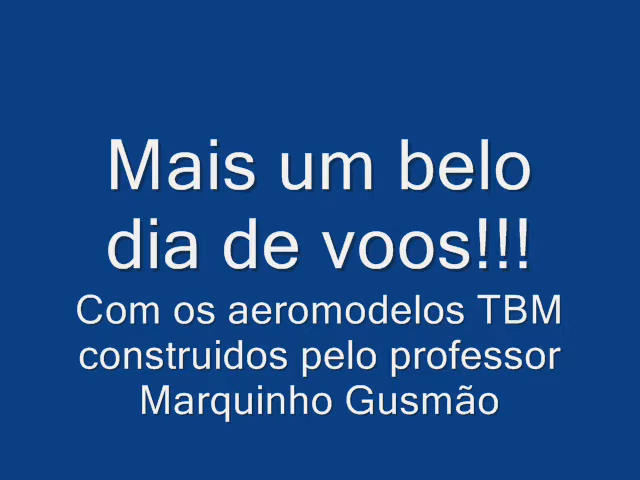 Mais um belo
dia de voos!!!
Com os aeromodelos TBM
construidos pelo professor
Marquinho Gusmão